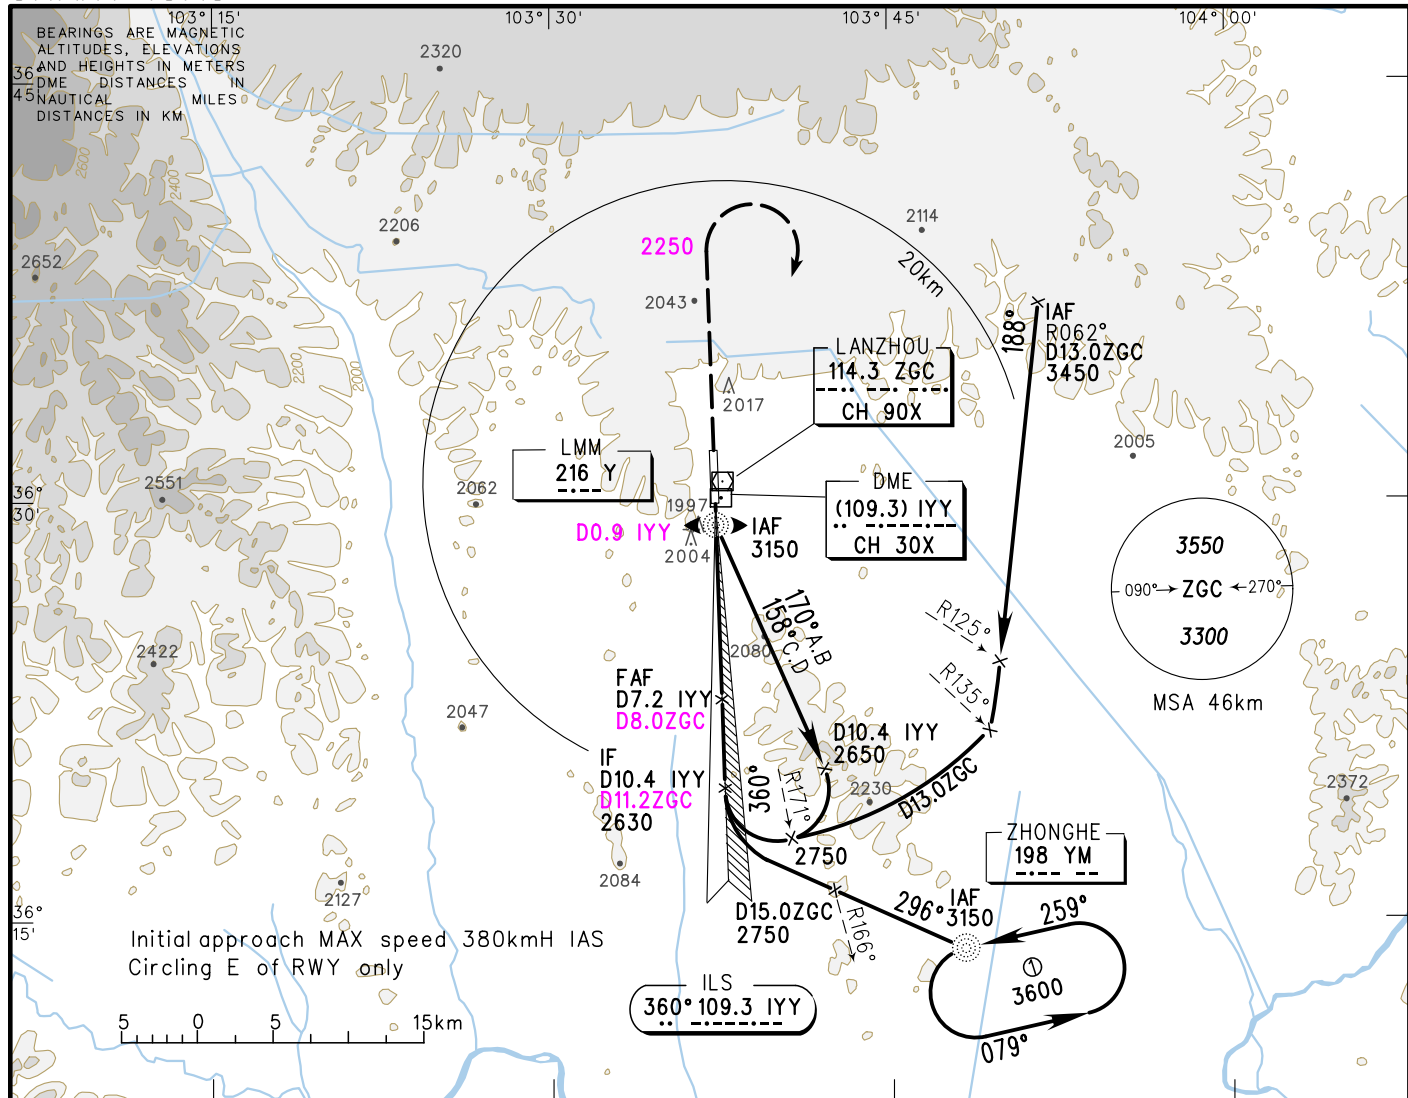 103° 15'
103° 30'
103° 45'
104° 00'
BEARINGS ARE MAGNETIC
ALTITUDES, ELEVATIONS
AND HEIGHTS IN METERS
DME DISTANCES IN
NAUTICAL MILES
DISTANCES IN KM
36°
45'
2320
2600
2400
2206
2652
2250
2114
20km
2043
188°
IAF
R062°
D13.0ZGC
3450
LANZHOU
114.3 ZGC
CH 90X
2200
2000
2017
2005
LMM
216 Y
2551
2062
36°
30'
1997
DME
(109.3) IYY
CH 30X
D0.9 IYY
2004
IAF
3150
3550
090°
ZGC
270°
3300
MSA 46km
170° A.B
158° C.D
2080
R125°
R135°
2422
FAF
D7.2 IYY
D8.0ZGC
2047
IF
D10.4 IYY
D11.2ZGC
2630
360°
D10.4 IYY
2650
R171°
2230
D13.0ZGC
2372
2750
ZHONGHE
198 YM
2084
2127
D15.0ZGC
2750
R166°
296°
IAF
3150
259°
36°
15'
Initial approach MAX speed 380kmH IAS
Circling E of RWY only
1
3600
079°
ILS
360° 109.3 IYY
5 0 5 15km